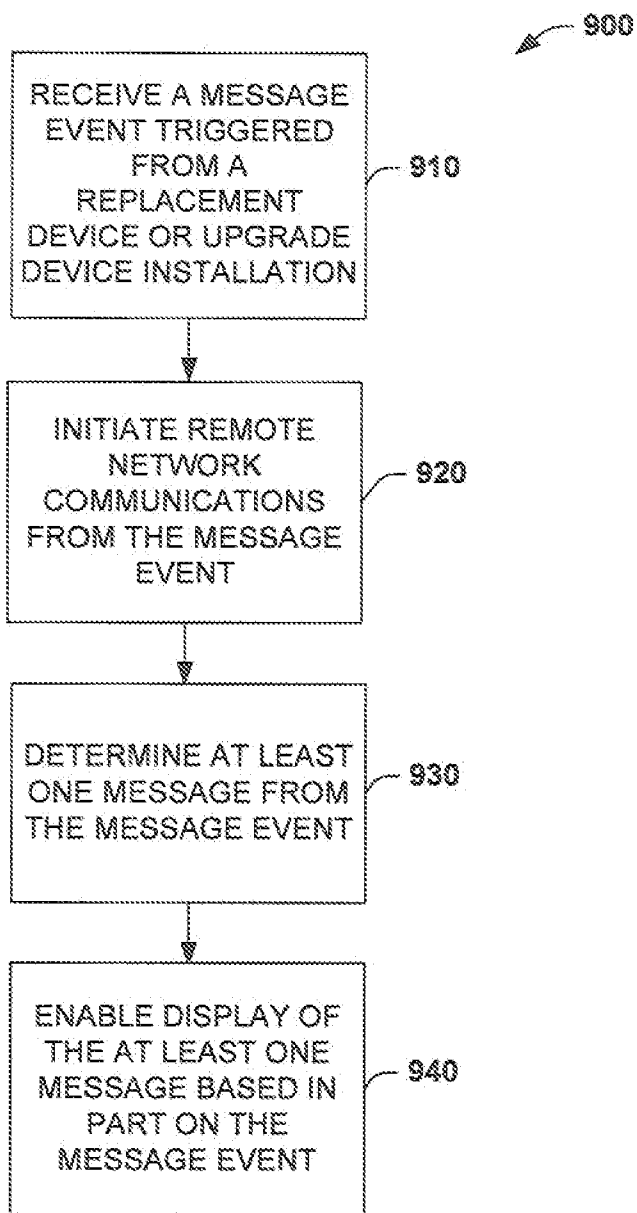 900
RECEIVE A MESSAGE
EVENT TRIGGERED
FROM A
REPLACEMENT
DEVICE OR UPGRADE
DEVICE INSTALLATION
910
INITIATE REMOTE
NETWORK
COMMUNICATIONS
FROM THE MESSAGE
EVENT
920
DETERMINE AT LEAST
ONE MESSAGE FROM
THE MESSAGE EVENT
930
ENABLE DISPLAY OF
THE AT LEAST ONE
MESSAGE BASED IN
PART ON THE
MESSAGE EVENT
940